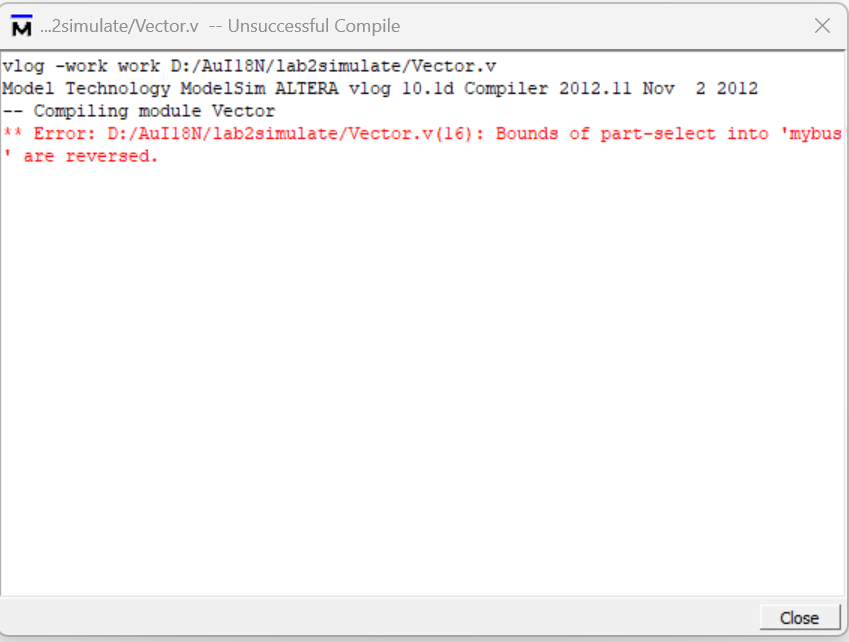 ...2simulate/Vector.v -- Unsuccessful Compile
vlog -work work D:/AuI18N/lab2simulate/Vector.v
Model Technology ModelSim ALTERA vlog 10.1d Compiler 2012.11 Nov  2 2012
-- Compiling module Vector
** Error: D:/AuI18N/lab2simulate/Vector.v(16): Bounds of part-select into 'mybus
' are reversed.
Close